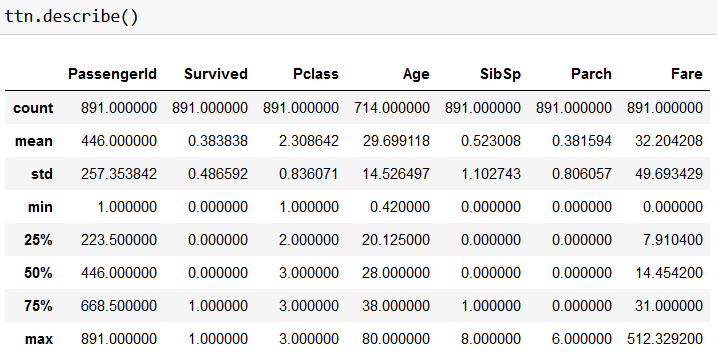 ttn.describe()
PassengerId Survived Pclass Age SibSp Parch Fare
count 891.000000 891.000000 891.000000 714.000000 891.000000 891.000000 891.000000
mean 446.000000 0.383838 2.308642 29.699118 0.523008 0.381594 32.204208
std 257.353842 0.486592 0.836071 14.526497 1.102743 0.806057 49.693429
min 1.000000 0.000000 1.000000 0.420000 0.000000 0.000000 0.000000
25% 223.500000 0.000000 2.000000 20.125000 0.000000 0.000000 7.910400
50% 446.000000 0.000000 3.000000 28.000000 0.000000 0.000000 14.454200
75% 668.500000 1.000000 3.000000 38.000000 1.000000 0.000000 31.000000
max 891.000000 1.000000 3.000000 80.000000 8.000000 6.000000 512.329200